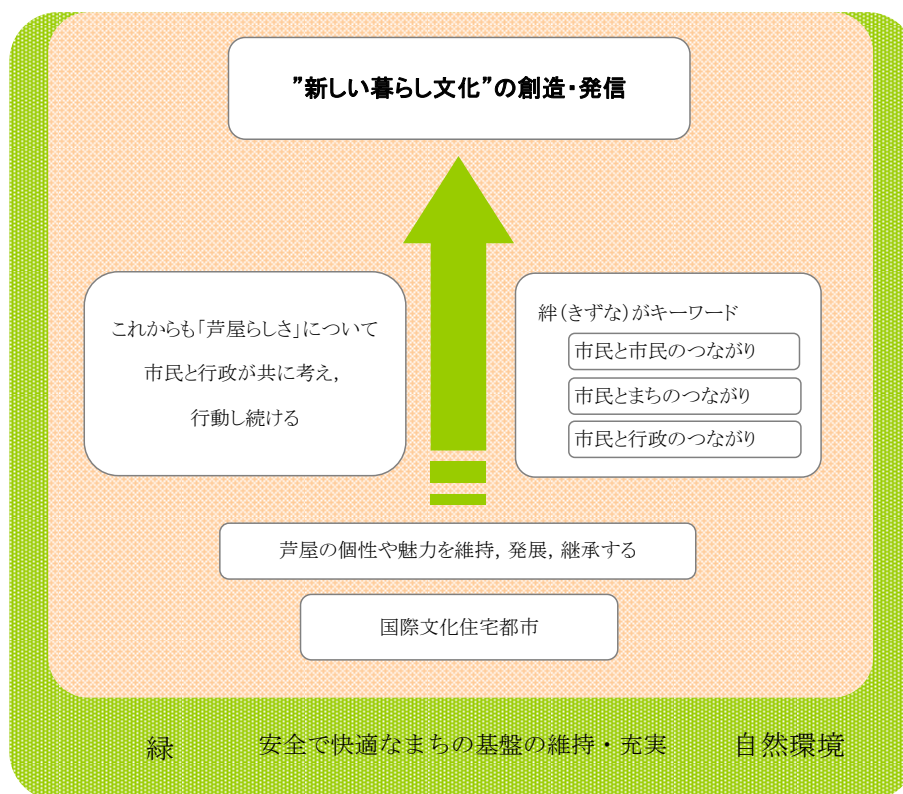 ”新しい暮らし文化”の創造・発信
これからも「芦屋らしさ」について
市民と行政が共に考え，
行動し続ける
絆（きずな）がキーワード
市民と市民のつながり
市民とまちのつながり
市民と行政のつながり
芦屋の個性や魅力を維持，発展，継承する
国際文化住宅都市
緑
安全で快適なまちの基盤の維持・充実
自然環境